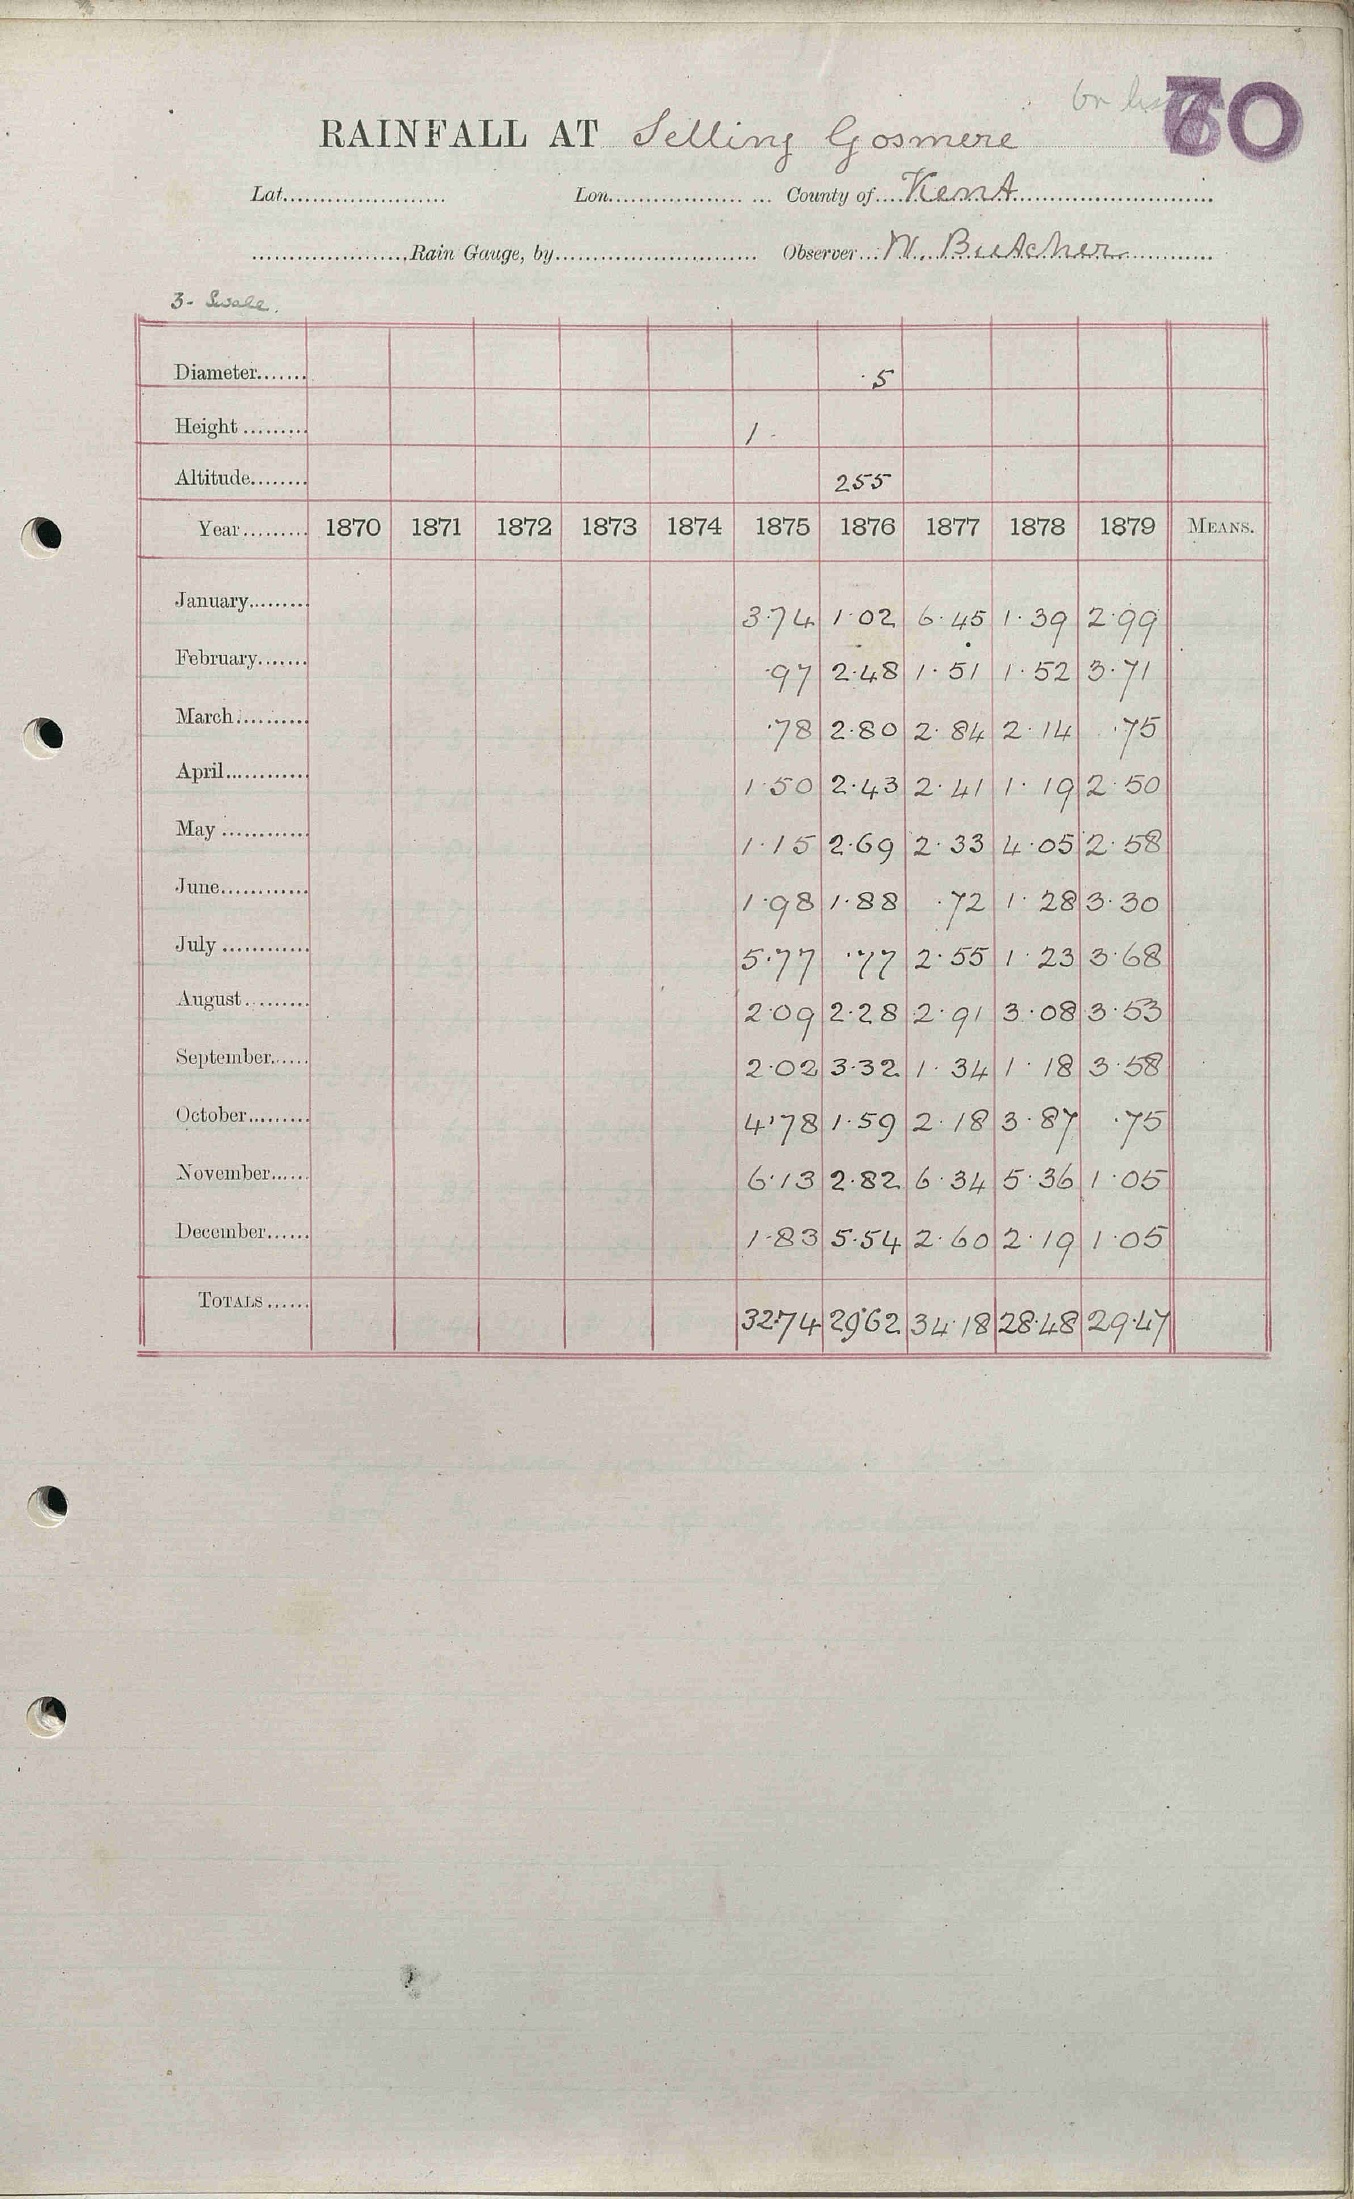 70
RAINFALL AT Selling Gosmere
Lat. Lon. County of Kent
Rain Gauge, by Observer W. Butcher
3- Swale.
Diameter ·5
Height 1
Altitude 255
Year 1870 1871 1872 1873 1874 1875 1876 1877 1878 1879 MEANS.
January 3·74 1·02 6·45 1·39 2·99
February ·97 2·48 1·51 1·52 3·71
March ·78 2·80 2·84 2·14 ·75
April 1·50 2·43 2·41 1·19 2·50
May 1·15 2·69 2·33 4·05 2·58
June 1·98 1·88 ·72 1·28 3·30
July 5·77 ·77 2·55 1·23 3·68
August 2·09 2·28 2·91 3·08 3·53
September 2·02 3·32 1·34 1·18 3·58
October 4·78 1·59 2·18 3·87 ·75
November 6·13 2·82 6·34 5·36 1·05
December 1·83 5·54 2·60 2·19 1·05
TOTALS 32·74 29·62 34·18 28·48 29·47